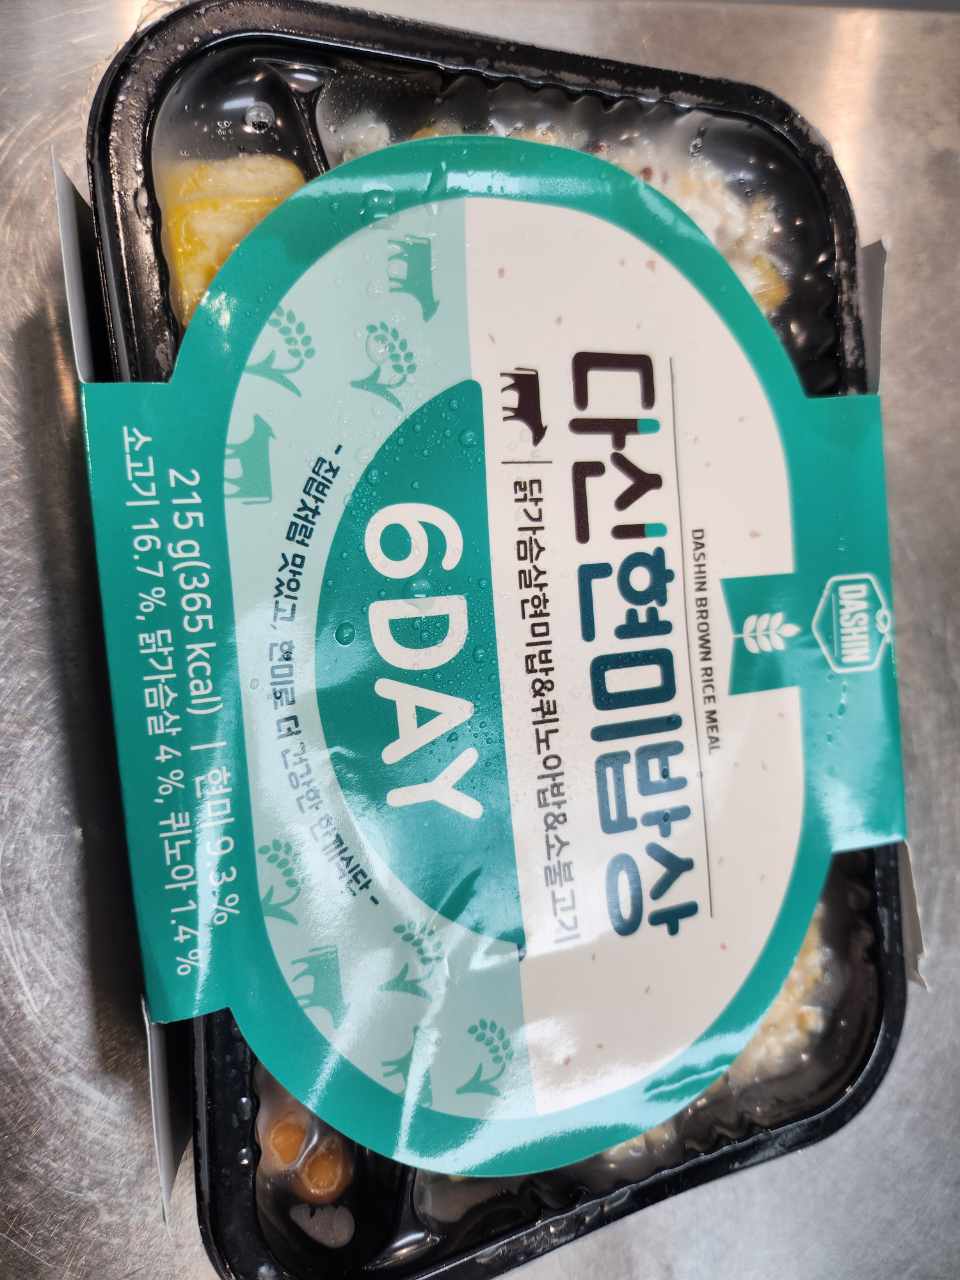 DASHIN
DASHIN BROWN RICE MEAL
다신현미밥상
닭가슴살현미밥&퀴노아밥&소불고기
6DAY
- 집밥처럼 맛있고, 현미로 더 건강한 한끼식단 -
215 g(365 kcal) | 현미 9.3 %
소고기 16.7 %, 닭가슴살 4 %, 퀴노아 1.4 %